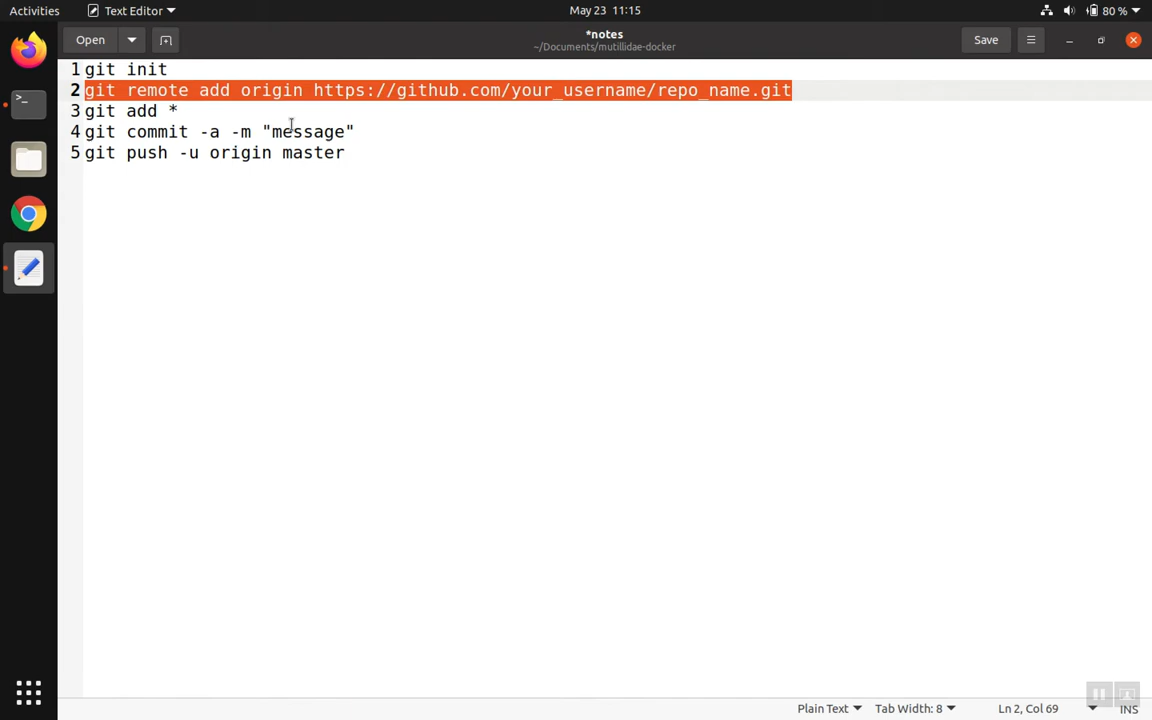 Activities Text Editor May 23 11:15 80 %
Open *notes Save
~/Documents/mutillidae-docker
1 git init
2 git remote add origin https://github.com/your_username/repo_name.git
3 git add *
4 git commit -a -m "message"
5 git push -u origin master
Plain Text Tab Width: 8 Ln 2, Col 69 INS